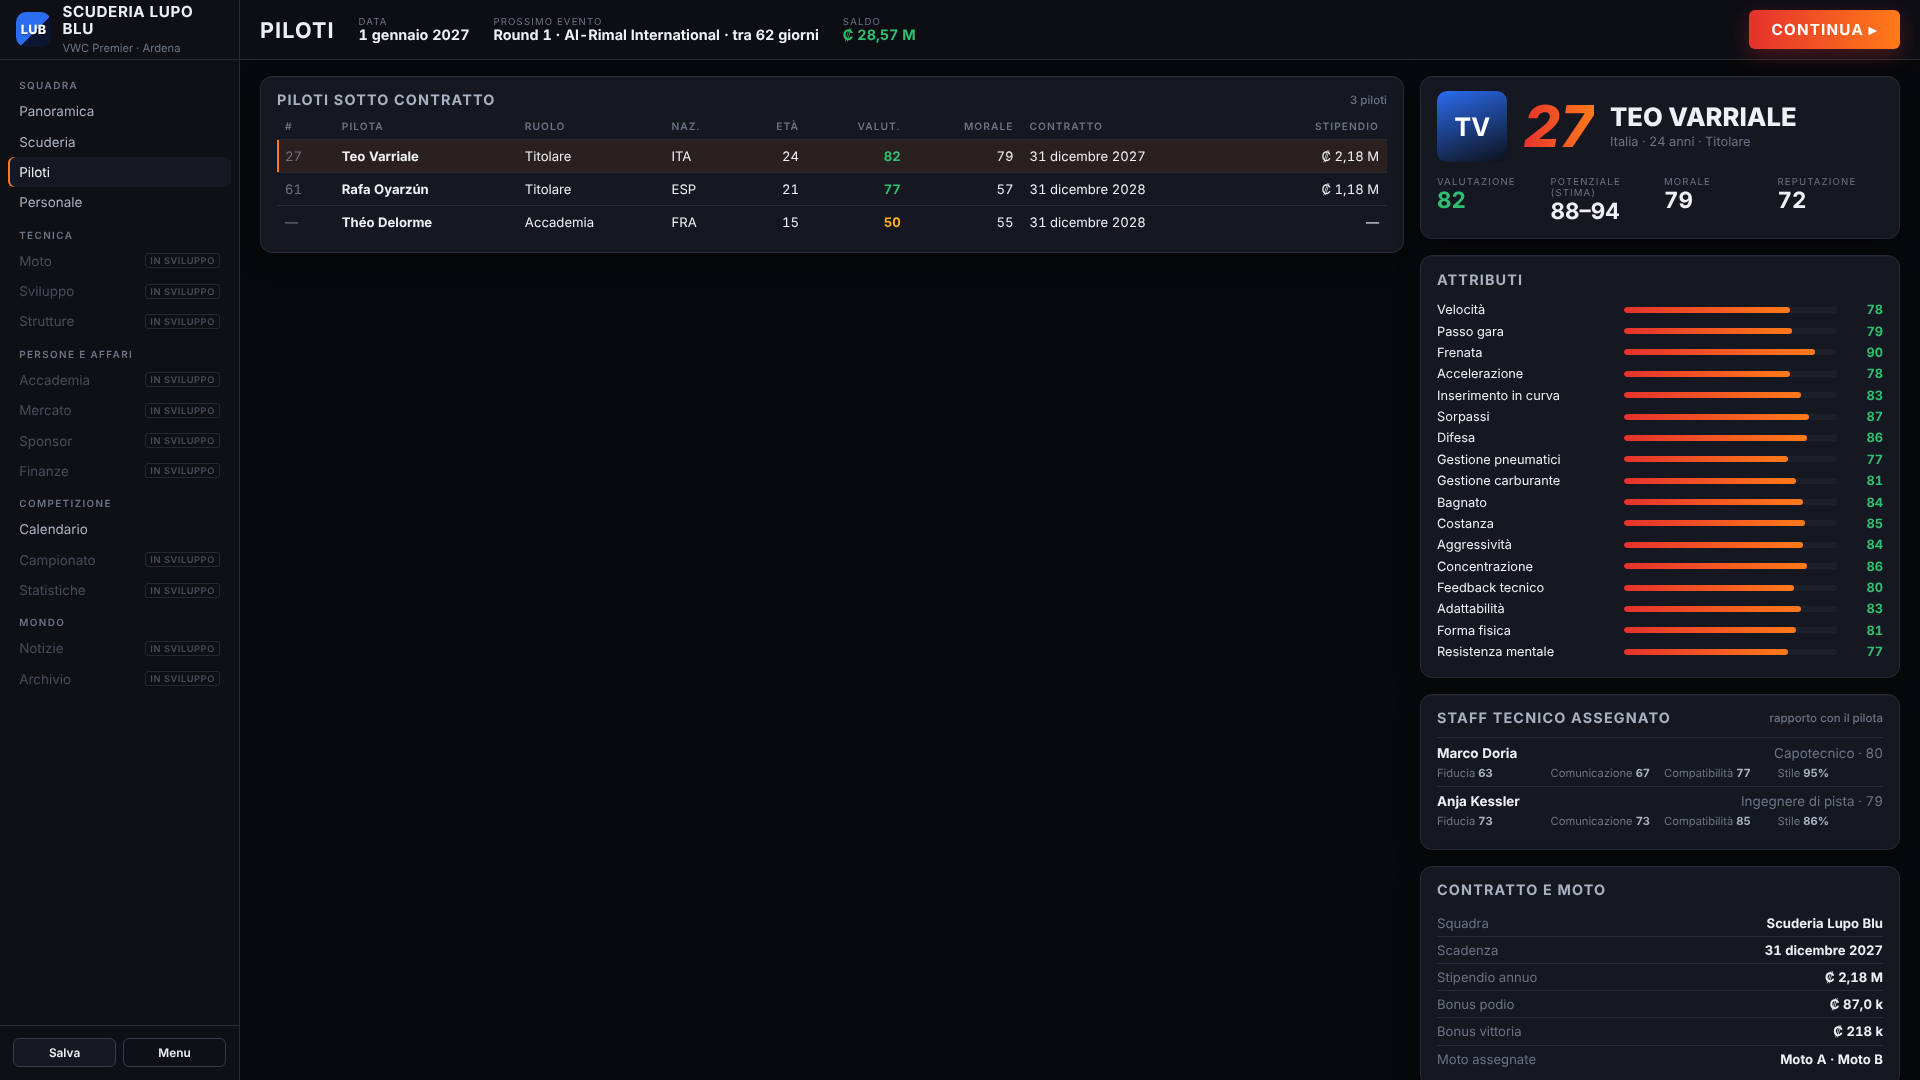 LUB
SCUDERIA LUPO BLU
VWC Premier · Ardena
PILOTI
DATA
1 gennaio 2027
PROSSIMO EVENTO
Round 1 · Al-Rimal International · tra 62 giorni
SALDO
₡ 28,57 M
CONTINUA ▸
SQUADRA
Panoramica
Scuderia
Piloti
Personale
TECNICA
Moto IN SVILUPPO
Sviluppo IN SVILUPPO
Strutture IN SVILUPPO
PERSONE E AFFARI
Accademia IN SVILUPPO
Mercato IN SVILUPPO
Sponsor IN SVILUPPO
Finanze IN SVILUPPO
COMPETIZIONE
Calendario
Campionato IN SVILUPPO
Statistiche IN SVILUPPO
MONDO
Notizie IN SVILUPPO
Archivio IN SVILUPPO
Salva
Menu
PILOTI SOTTO CONTRATTO
3 piloti
# PILOTA RUOLO NAZ. ETÀ VALUT. MORALE CONTRATTO STIPENDIO
27 Teo Varriale Titolare ITA 24 82 79 31 dicembre 2027 ₡ 2,18 M
61 Rafa Oyarzún Titolare ESP 21 77 57 31 dicembre 2028 ₡ 1,18 M
— Théo Delorme Accademia FRA 15 50 55 31 dicembre 2028 —
TV
27
TEO VARRIALE
Italia · 24 anni · Titolare
VALUTAZIONE
82
POTENZIALE (STIMA)
88–94
MORALE
79
REPUTAZIONE
72
ATTRIBUTI
Velocità 78
Passo gara 79
Frenata 90
Accelerazione 78
Inserimento in curva 83
Sorpassi 87
Difesa 86
Gestione pneumatici 77
Gestione carburante 81
Bagnato 84
Costanza 85
Aggressività 84
Concentrazione 86
Feedback tecnico 80
Adattabilità 83
Forma fisica 81
Resistenza mentale 77
STAFF TECNICO ASSEGNATO
rapporto con il pilota
Marco Doria Capotecnico · 80
Fiducia 63 Comunicazione 67 Compatibilità 77 Stile 95%
Anja Kessler Ingegnere di pista · 79
Fiducia 73 Comunicazione 73 Compatibilità 85 Stile 86%
CONTRATTO E MOTO
Squadra Scuderia Lupo Blu
Scadenza 31 dicembre 2027
Stipendio annuo ₡ 2,18 M
Bonus podio ₡ 87,0 k
Bonus vittoria ₡ 218 k
Moto assegnate Moto A · Moto B